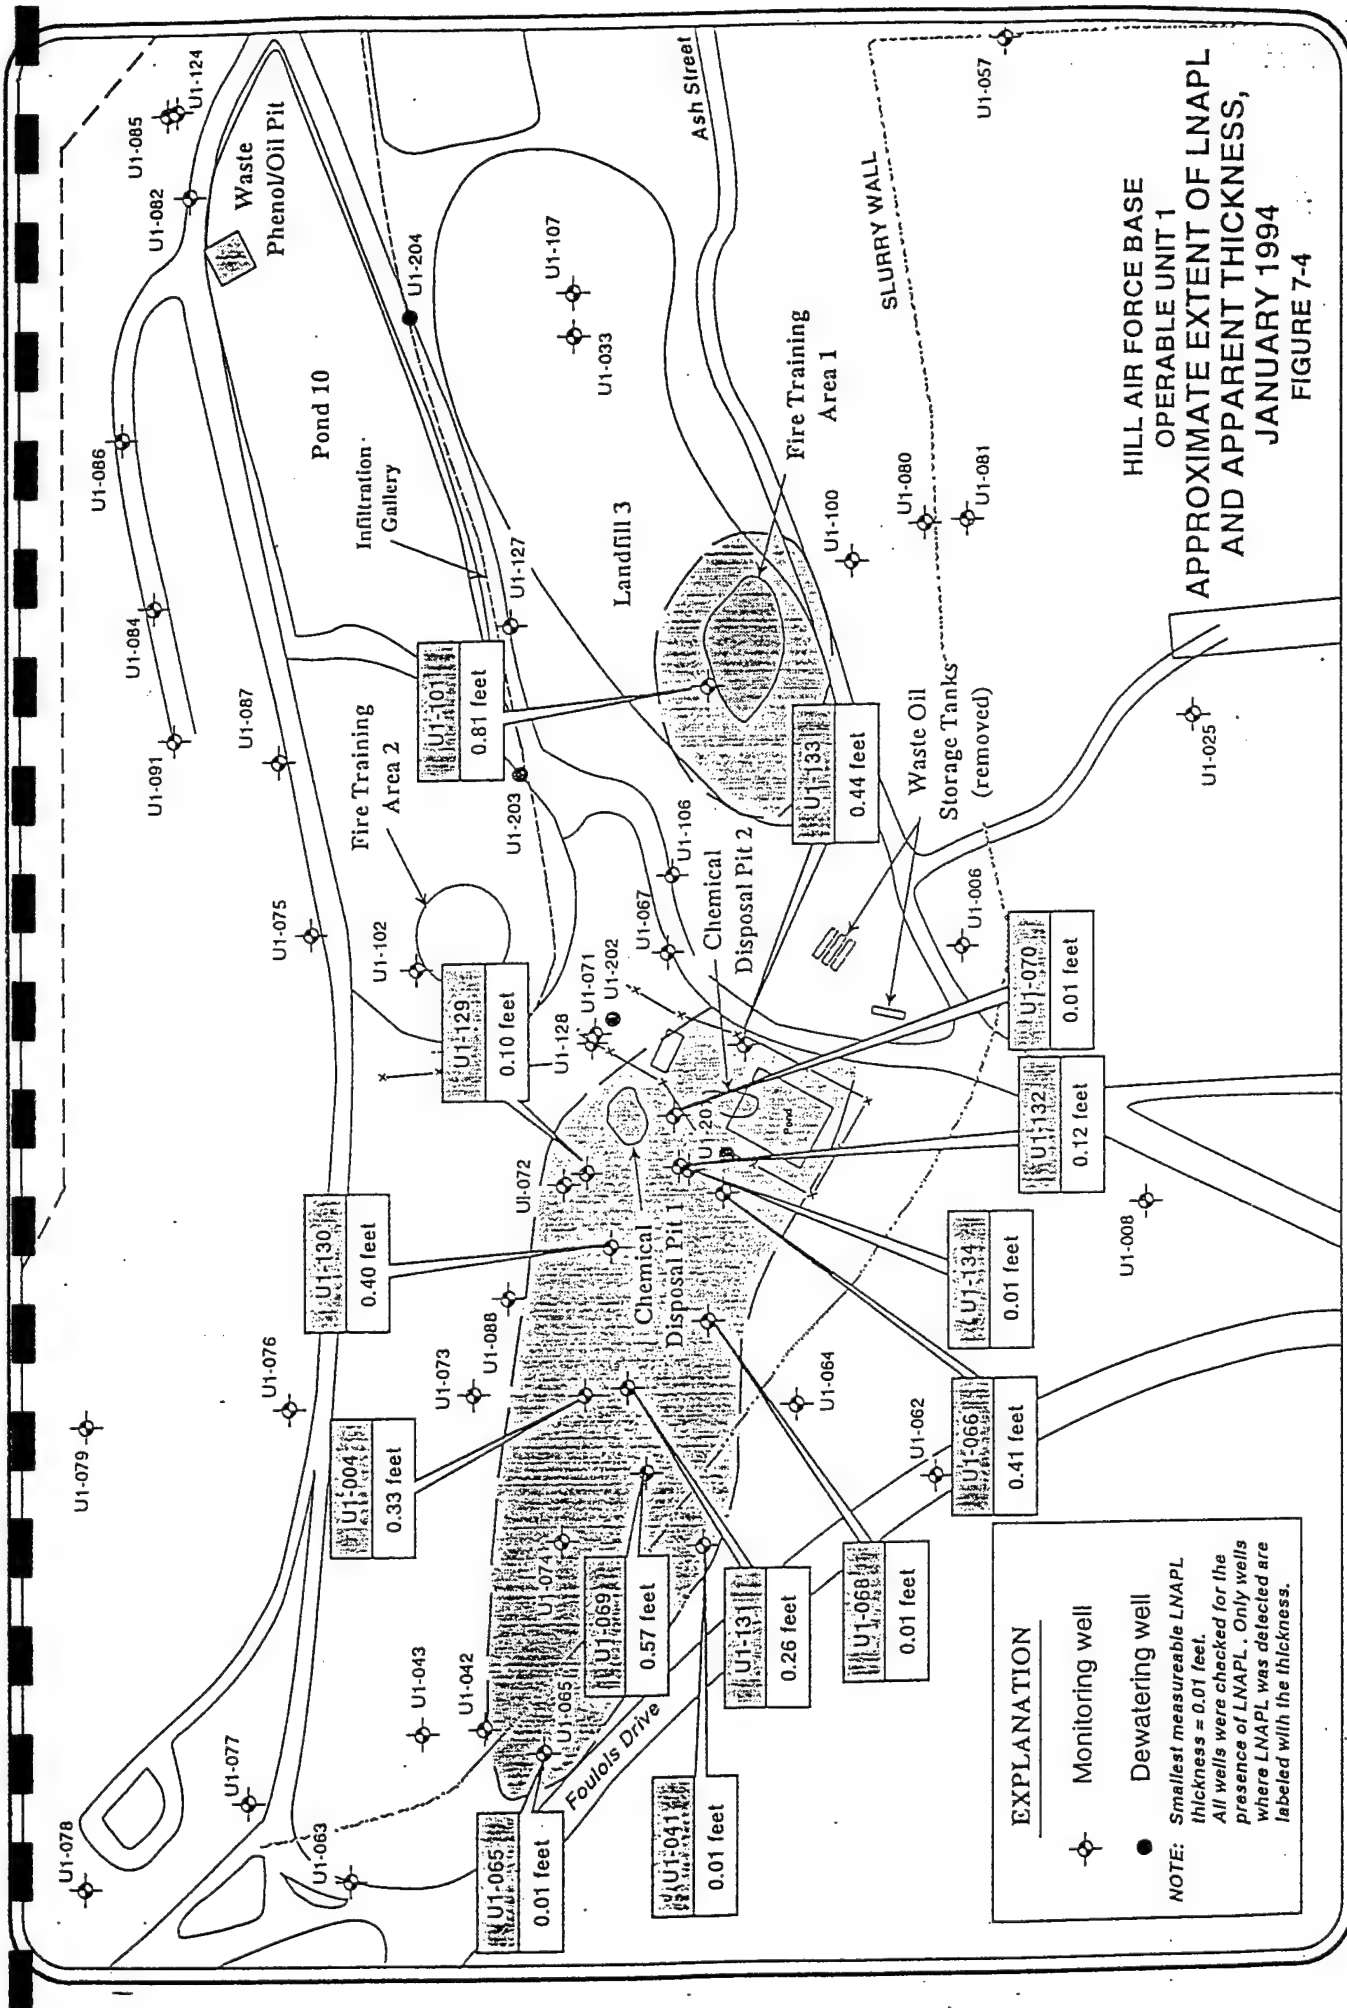 U1-078
U1-077
U1-063
U1-079
U1-076
U1-043
U1-042
U1-073
U1-088
U1-074
U1-065
U1-065
0.01 feet
U1-041
0.01 feet
U1-069
0.57 feet
U1-131
0.26 feet
U1-068
0.01 feet
U1-004
0.33 feet
U1-130
0.40 feet
Foulois Drive
U1-064
U1-062
U1-066
0.41 feet
U1-134
0.01 feet
U1-132
0.12 feet
U1-070
0.01 feet
U1-008
U1-072
Chemical
Disposal Pit 1
U1-201
Pond
U1-129
0.10 feet
U1-128
U1-071
U1-202
U1-067
U1-106
Chemical
Disposal Pit 2
U1-102
U1-075
Fire Training
Area 2
U1-203
U1-101
0.81 feet
U1-133
0.44 feet
Waste Oil
Storage Tanks
(removed)
U1-006
U1-025
U1-091
U1-087
U1-084
U1-086
U1-127
Infiltration
Gallery
Pond 10
Landfill 3
U1-100
U1-080
U1-081
Fire Training
Area 1
U1-033
U1-107
U1-204
Waste
Phenol/Oil Pit
U1-082
U1-085
U1-124
Ash Street
SLURRY WALL
U1-057
EXPLANATION
Monitoring well
Dewatering well
NOTE: Smallest measureable LNAPL
thickness = 0.01 feet.
All wells were checked for the
presence of LNAPL. Only wells
where LNAPL was detected are
labeled with the thickness.
HILL AIR FORCE BASE
OPERABLE UNIT 1
APPROXIMATE EXTENT OF LNAPL
AND APPARENT THICKNESS,
JANUARY 1994
FIGURE 7-4